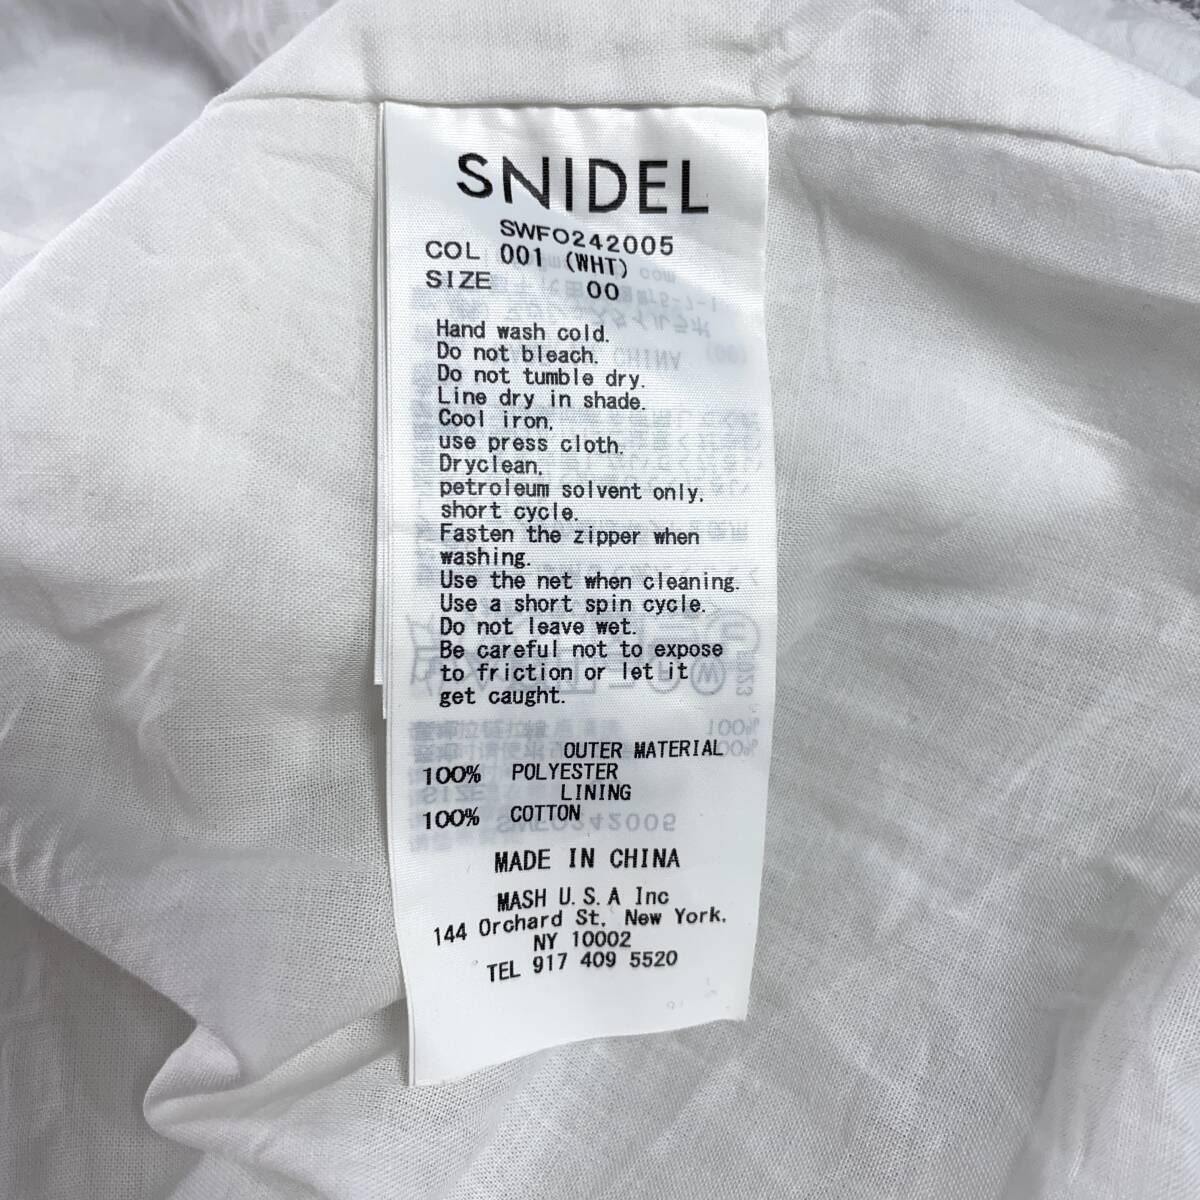 SNIDEL
SWFO242005
COL 001 (WHT)
SIZE 00
Hand wash cold.
Do not bleach.
Do not tumble dry.
Line dry in shade.
Cool iron,
use press cloth.
Dryclean,
petroleum solvent only,
short cycle.
Fasten the zipper when
washing.
Use the net when cleaning.
Use a short spin cycle.
Do not leave wet.
Be careful not to expose
to friction or let it
get caught.
OUTER MATERIAL
100% POLYESTER
LINING
100% COTTON
MADE IN CHINA
MASH U.S.A Inc
144 Orchard St, New York,
NY 10002
TEL 917 409 5520